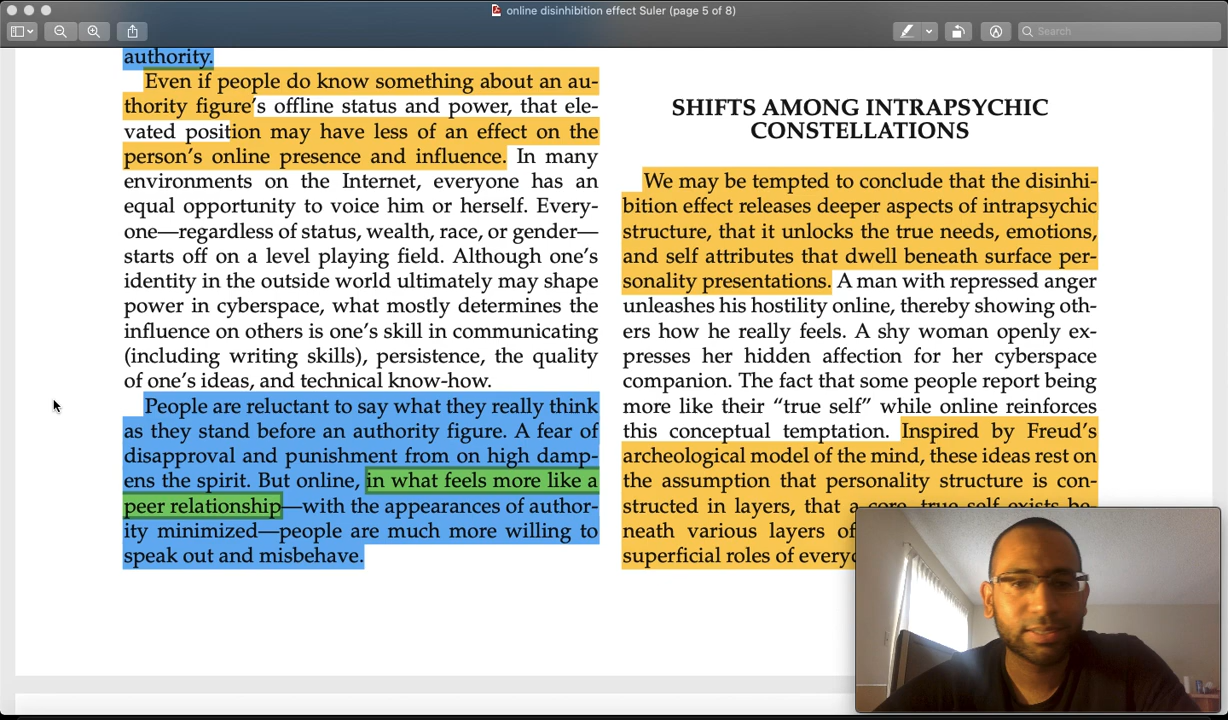 online disinhibition effect Suler (page 5 of 8)
Search
authority.
Even if people do know something about an au-
thority figure's offline status and power, that ele-
vated position may have less of an effect on the
person's online presence and influence. In many
environments on the Internet, everyone has an
equal opportunity to voice him or herself. Every-
one—regardless of status, wealth, race, or gender—
starts off on a level playing field. Although one's
identity in the outside world ultimately may shape
power in cyberspace, what mostly determines the
influence on others is one's skill in communicating
(including writing skills), persistence, the quality
of one's ideas, and technical know-how.
People are reluctant to say what they really think
as they stand before an authority figure. A fear of
disapproval and punishment from on high damp-
ens the spirit. But online, in what feels more like a
peer relationship—with the appearances of author-
ity minimized—people are much more willing to
speak out and misbehave.
SHIFTS AMONG INTRAPSYCHIC
CONSTELLATIONS
We may be tempted to conclude that the disinhi-
bition effect releases deeper aspects of intrapsychic
structure, that it unlocks the true needs, emotions,
and self attributes that dwell beneath surface per-
sonality presentations. A man with repressed anger
unleashes his hostility online, thereby showing oth-
ers how he really feels. A shy woman openly ex-
presses her hidden affection for her cyberspace
companion. The fact that some people report being
more like their “true self” while online reinforces
this conceptual temptation. Inspired by Freud's
archeological model of the mind, these ideas rest on
the assumption that personality structure is con-
structed in layers, that a core, true self exists be-
neath various layers of
superficial roles of